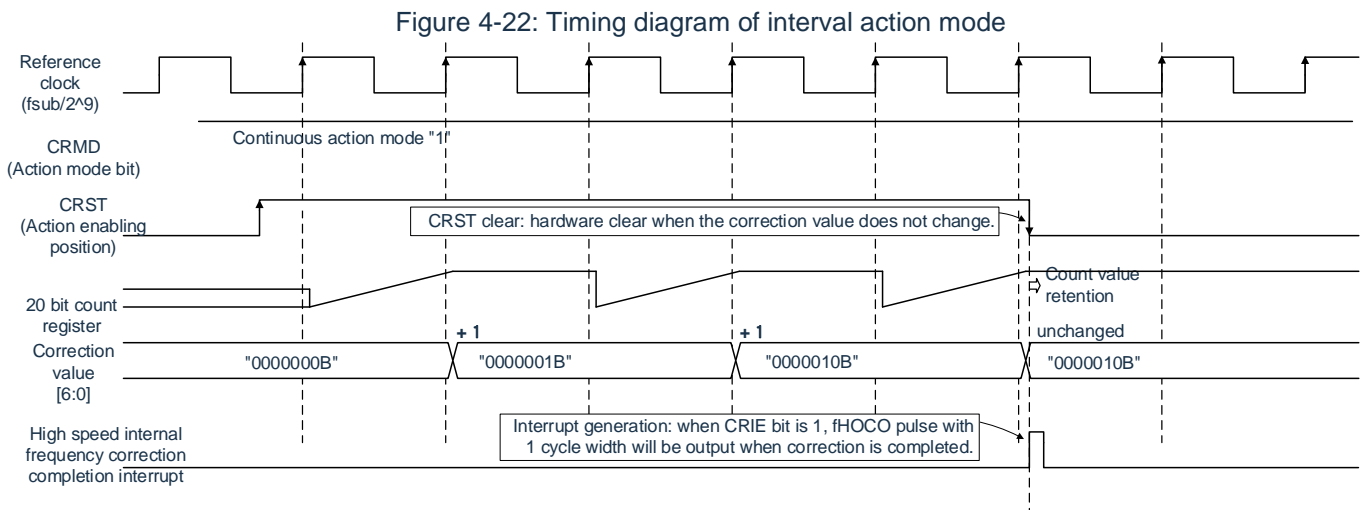 Figure 4-22: Timing diagram of interval action mode
Reference
clock
(fsub/2^9)
Continuous action mode "1"
CRMD
(Action mode bit)
CRST
(Action enabling
position)
CRST clear: hardware clear when the correction value does not change.
Count value
retention
20 bit count
register
+ 1
+ 1
unchanged
Correction
value
[6:0]
"0000000B"
"0000001B"
"0000010B"
"0000010B"
Interrupt generation: when CRIE bit is 1, fHOCO pulse with
1 cycle width will be output when correction is completed.
High speed internal
frequency correction
completion interrupt